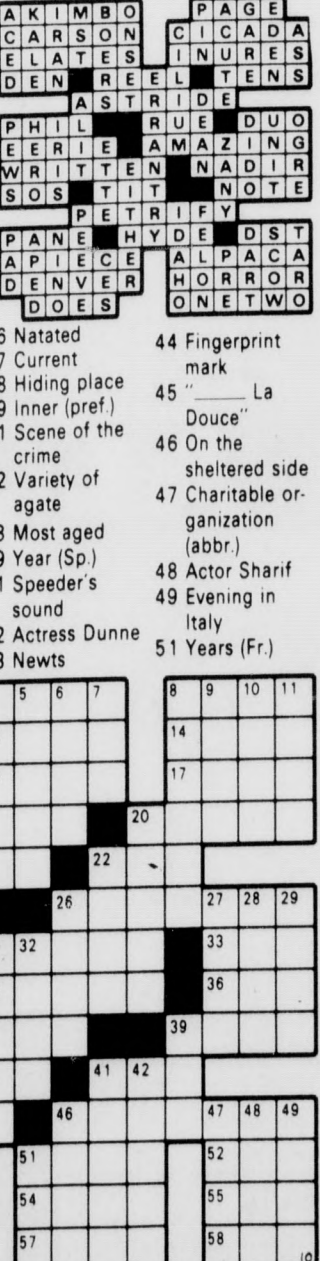 AKIMBO PAGE
CARSON CICADA
ELATES INURES
DEN REEL TENS
ASTRIDE
PHIL RUE DUO
EERIE AMAZING
WRITTEN NADIR
SOS TIT NOTE
PETRIFY
PANE HYDE DST
APIECE ALPACA
DENVER HORROR
DOES ONETWO
6 Natated
7 Current
8 Hiding place
9 Inner (pref.)
1 Scene of the
crime
2 Variety of
agate
3 Most aged
9 Year (Sp.)
1 Speeder's
sound
2 Actress Dunne
3 Newts
44 Fingerprint
mark
45 "_____ La
Douce"
46 On the
sheltered side
47 Charitable or-
ganization
(abbr.)
48 Actor Sharif
49 Evening in
Italy
51 Years (Fr.)
5 6 7 8 9 10 11
14
17
20
22
26 27 28 29
32 33
36
39
41 42
46 47 48 49
51 52
54 55
57 58